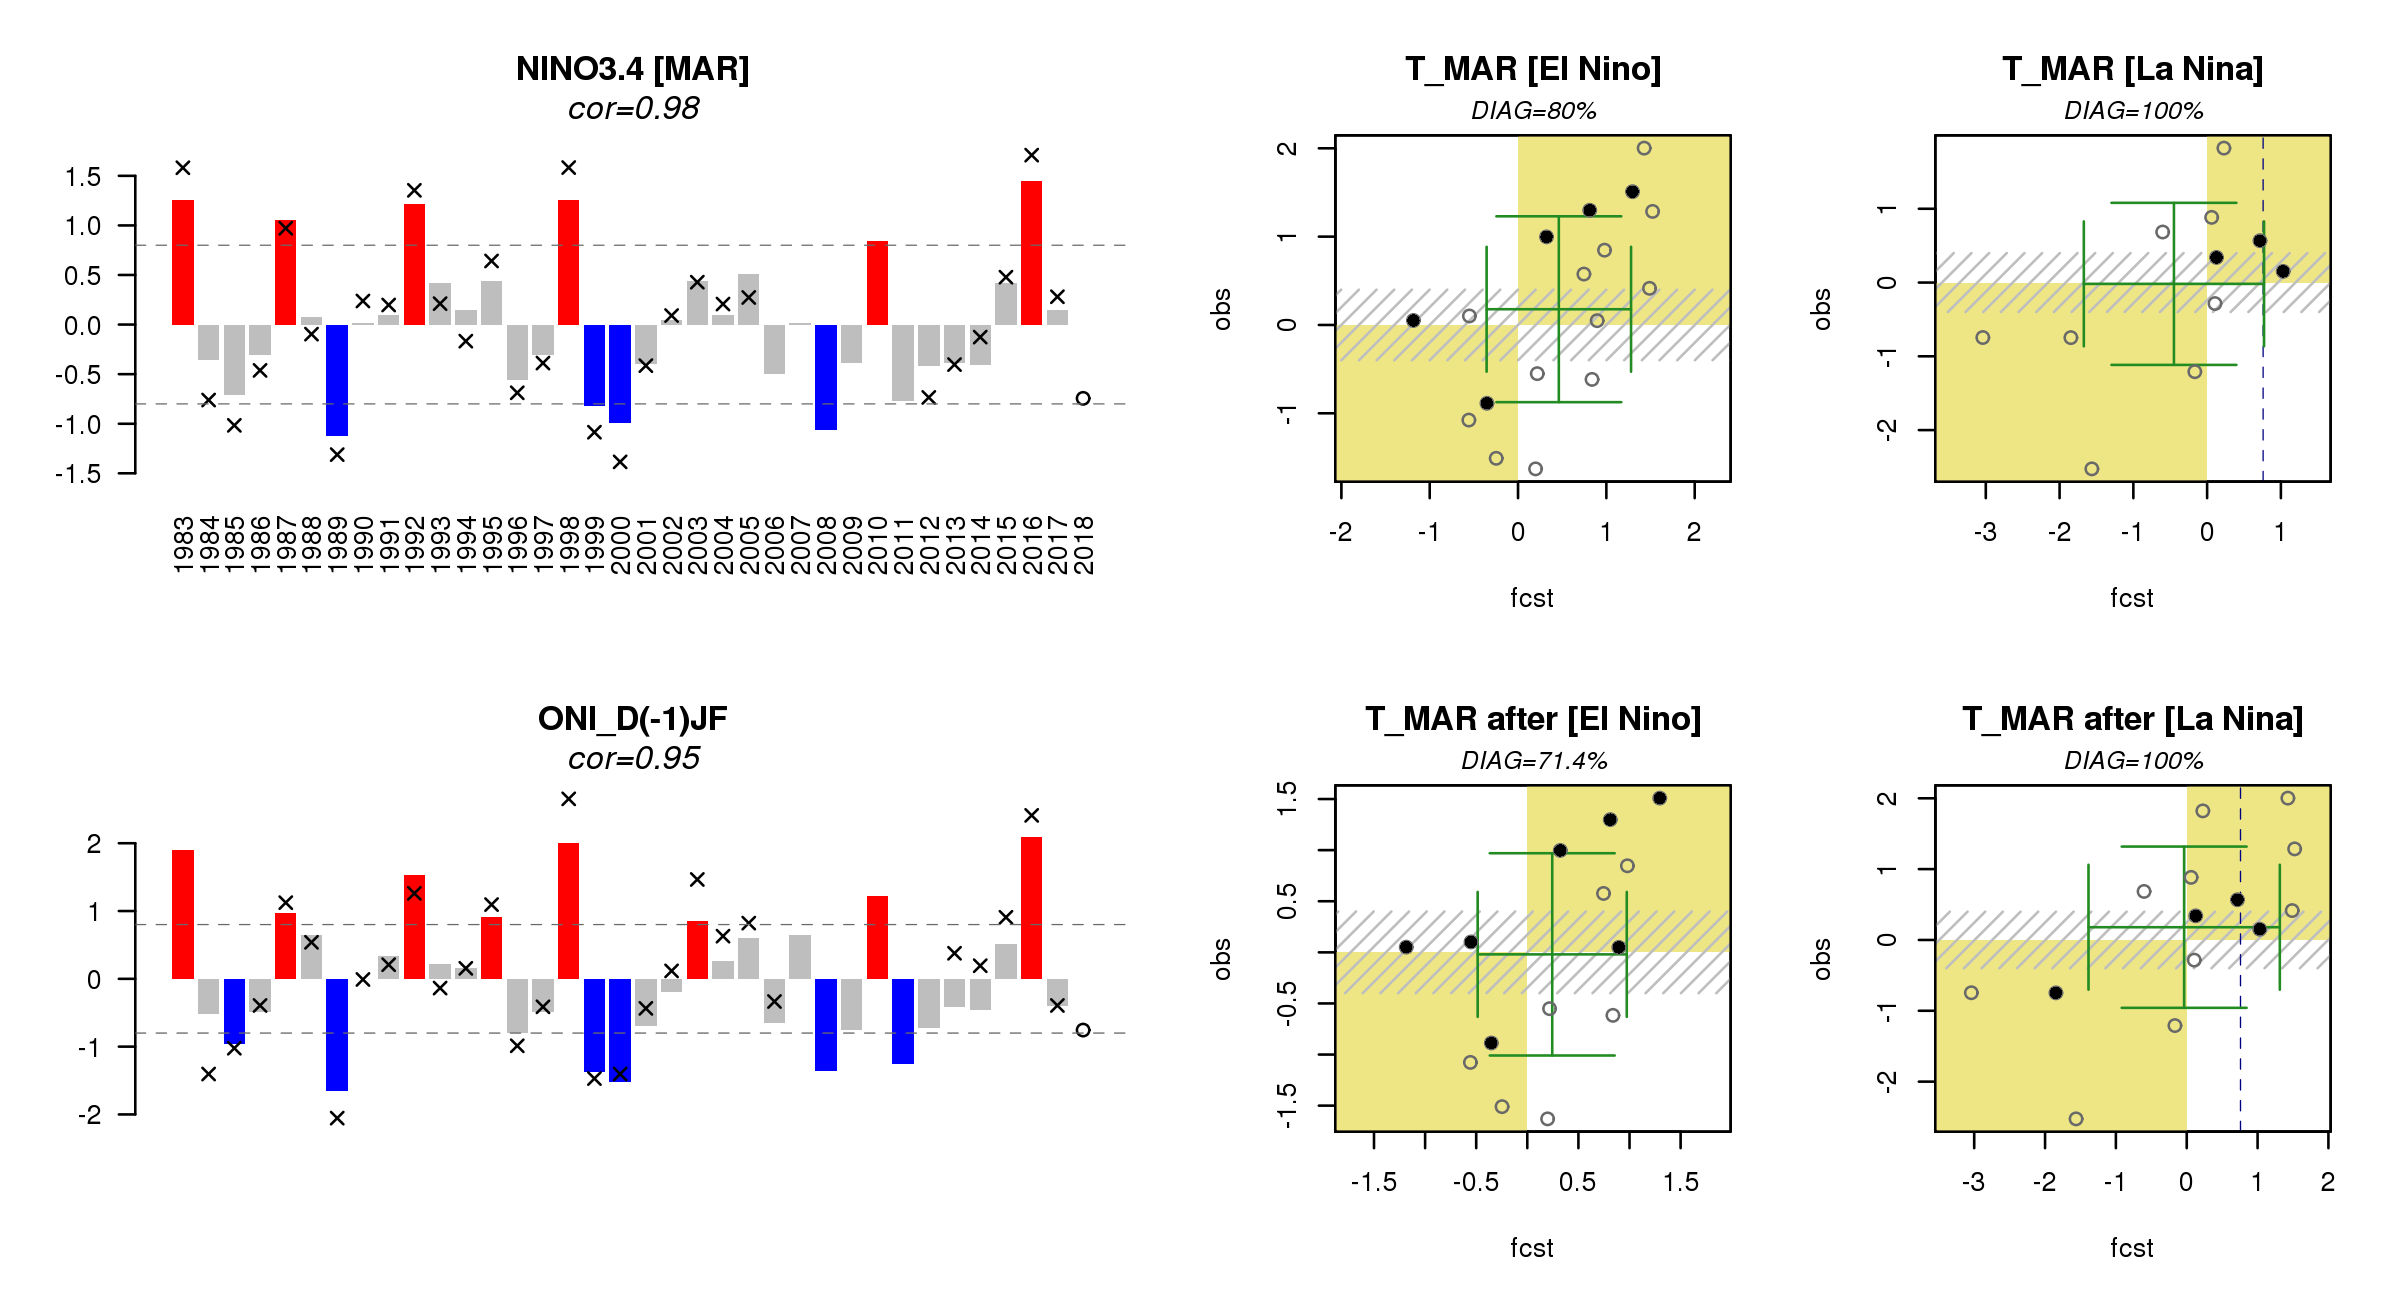 NINO3.4 [MAR]
cor=0.98
1.5
1.0
0.5
0.0
-0.5
-1.0
-1.5
1983
1984
1985
1986
1987
1988
1989
1990
1991
1992
1993
1994
1995
1996
1997
1998
1999
2000
2001
2002
2003
2004
2005
2006
2007
2008
2009
2010
2011
2012
2013
2014
2015
2016
2017
2018
T_MAR [El Nino]
DIAG=80%
obs
2
1
0
-1
-2 -1 0 1 2
fcst
T_MAR [La Nina]
DIAG=100%
obs
1
0
-1
-2
-3 -2 -1 0 1
fcst
ONI_D(-1)JF
cor=0.95
2
1
0
-1
-2
T_MAR after [El Nino]
DIAG=71.4%
obs
1.5
0.5
-0.5
-1.5
-1.5 -0.5 0.5 1.5
fcst
T_MAR after [La Nina]
DIAG=100%
obs
2
1
0
-1
-2
-3 -2 -1 0 1 2
fcst